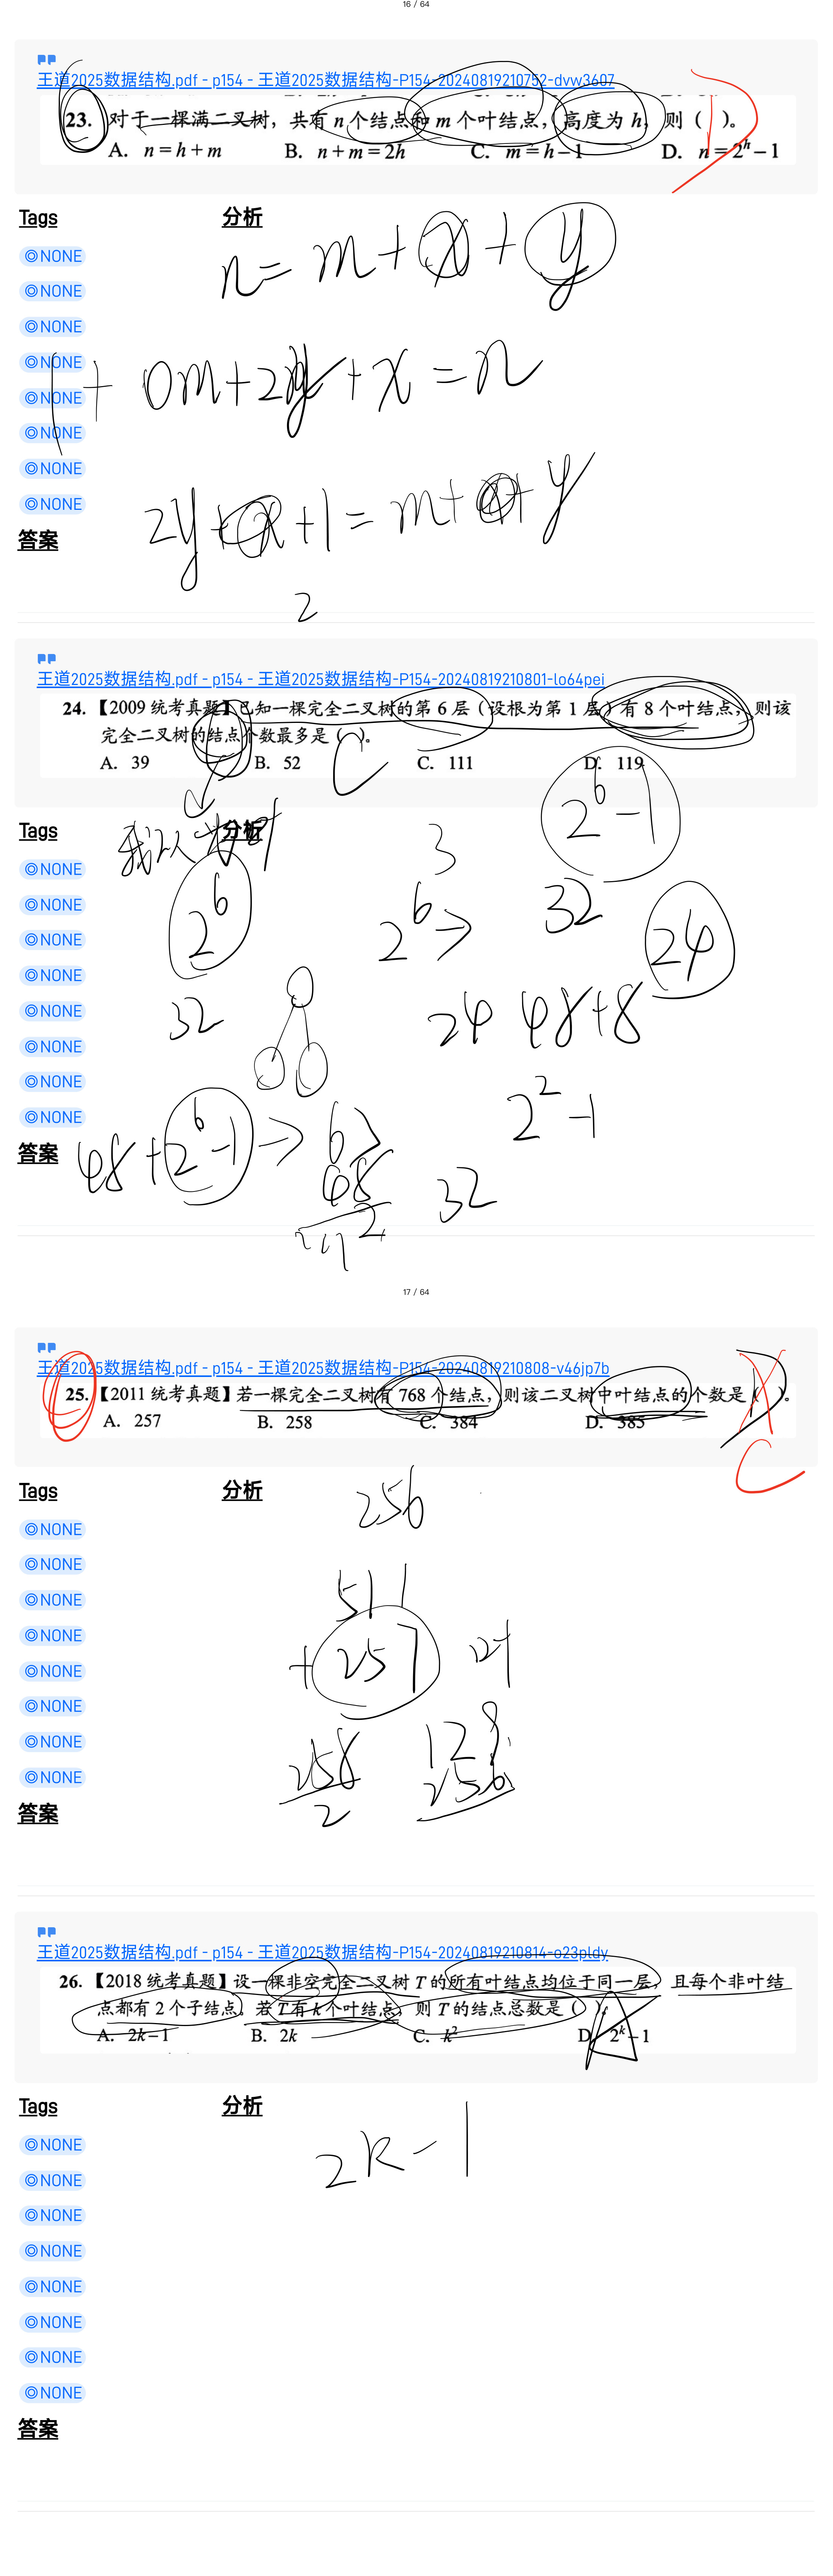 16 / 64
王道2025数据结构.pdf - p154 - 王道2025数据结构-P154-20240819210752-dvw3607
23. 对于一棵满二叉树，共有 n 个结点和 m 个叶结点，高度为 h，则（ ）。
A. n = h + m B. n + m = 2h C. m = h − 1 D. n = 2^h − 1
Tags 分析
n = m + x + y
◎NONE
◎NONE
◎NONE
◎NONE
1 + 0m + 2y + x = n
◎NONE
◎NONE
◎NONE
◎NONE
2y + x + 1 = m + x + y
答案
2
王道2025数据结构.pdf - p154 - 王道2025数据结构-P154-20240819210801-lo64pei
24. 【2009 统考真题】已知一棵完全二叉树的第 6 层（设根为第 1 层）有 8 个叶结点，则该
完全二叉树的结点个数最多是（ ）。
A. 39 B. 52 C. 111 D. 119
C
2^6 − 1
Tags 分析
3
◎NONE
2^6 2^6 32 24
◎NONE
◎NONE
◎NONE
32 24 48+8
◎NONE
◎NONE
◎NONE
2^2 − 1
◎NONE
答案
48 + 2^6 − 1
48
32
17 / 64
王道2025数据结构.pdf - p154 - 王道2025数据结构-P154-20240819210808-v46jp7b
25. 【2011 统考真题】若一棵完全二叉树有 768 个结点，则该二叉树中叶结点的个数是（ ）。
A. 257 B. 258 C. 384 D. 385
C
Tags 分析
256
◎NONE
◎NONE
◎NONE
511
◎NONE
◎NONE
+ 257
◎NONE
◎NONE
258 128
◎NONE
2 256
答案
王道2025数据结构.pdf - p154 - 王道2025数据结构-P154-20240819210814-o23pldy
26. 【2018 统考真题】设一棵非空完全二叉树 T 的所有叶结点均位于同一层，且每个非叶结
点都有 2 个子结点。若 T 有 k 个叶结点，则 T 的结点总数是（ ）。
A. 2k−1 B. 2k C. k^2 D. 2^k−1
A
Tags 分析
2k − 1
◎NONE
◎NONE
◎NONE
◎NONE
◎NONE
◎NONE
◎NONE
◎NONE
答案